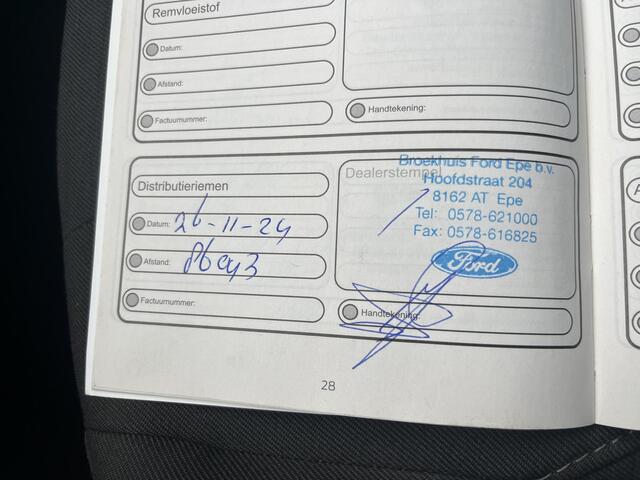 Remvloeistof
Datum:
Afstand:
Factuurnummer:
Handtekening:
Distributieriemen
Datum: 26-11-24
Afstand:
Factuurnummer:
Dealerstempel
Broekhuis Ford Epe b.v.
Hoofdstraat 204
8162 AT Epe
Tel: 0578-621000
Fax: 0578-616825
Ford
Handtekening:
28